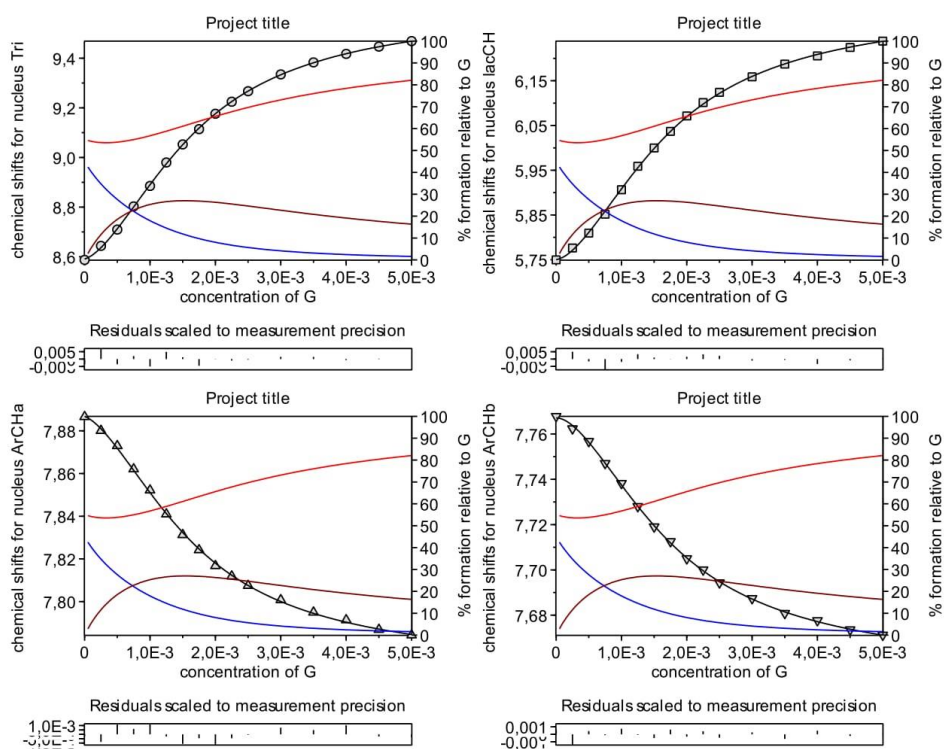 Project title
chemical shifts for nucleus Tri
9,4
9,2
9,0
8,8
8,6
0 1,0E-3 2,0E-3 3,0E-3 4,0E-3 5,0E-3
concentration of G
100
90
80
70
60
50
40
30
20
10
0
% formation relative to G
Residuals scaled to measurement precision
0,005
Project title
chemical shifts for nucleus lacCH
6,15
6,05
5,95
5,85
5,75
0 1,0E-3 2,0E-3 3,0E-3 4,0E-3 5,0E-3
concentration of G
100
90
80
70
60
50
40
30
20
10
0
% formation relative to G
Residuals scaled to measurement precision
0,005
Project title
chemical shifts for nucleus ArCHa
7,88
7,86
7,84
7,82
7,80
0 1,0E-3 2,0E-3 3,0E-3 4,0E-3 5,0E-3
concentration of G
100
90
80
70
60
50
40
30
20
10
0
% formation relative to G
Residuals scaled to measurement precision
1,0E-3
Project title
chemical shifts for nucleus ArCHb
7,76
7,74
7,72
7,70
7,68
0 1,0E-3 2,0E-3 3,0E-3 4,0E-3 5,0E-3
concentration of G
100
90
80
70
60
50
40
30
20
10
0
% formation relative to G
Residuals scaled to measurement precision
0,001